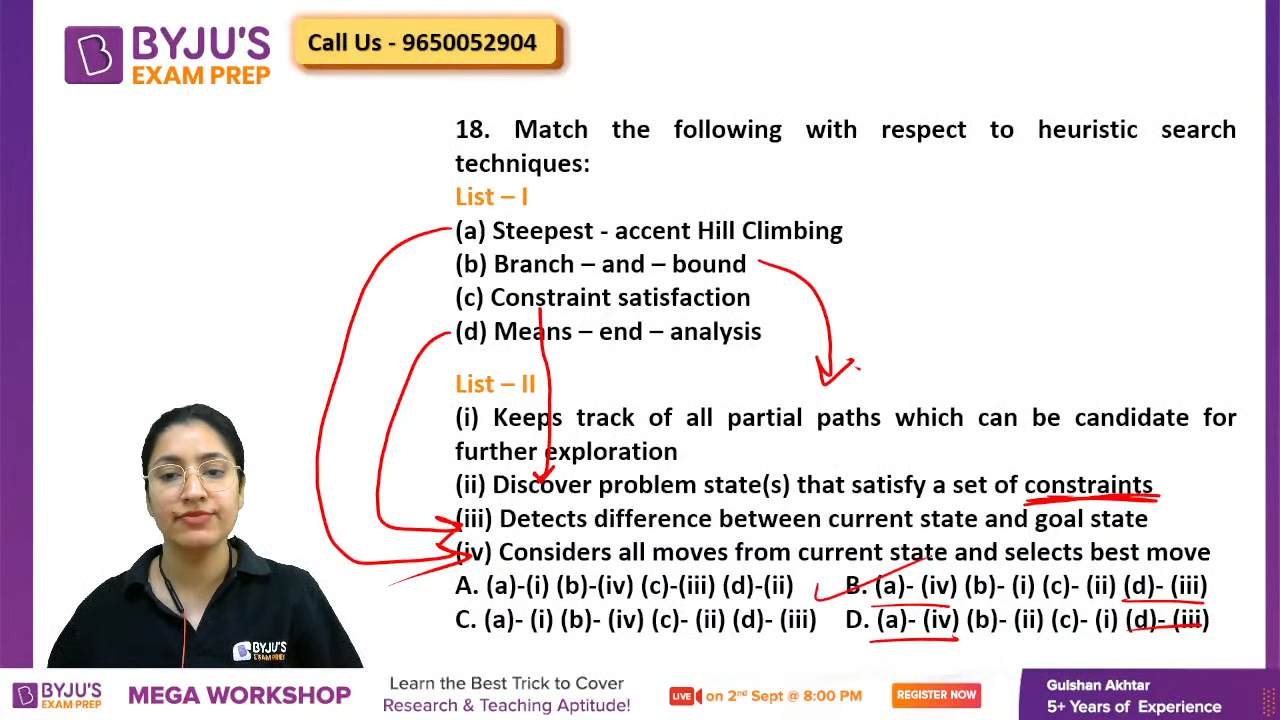 BYJU'S
EXAM PREP
Call Us - 9650052904
18. Match the following with respect to heuristic search
techniques:
List – I
(a) Steepest - accent Hill Climbing
(b) Branch – and – bound
(c) Constraint satisfaction
(d) Means – end – analysis
List – II
(i) Keeps track of all partial paths which can be candidate for
further exploration
(ii) Discover problem state(s) that satisfy a set of constraints
(iii) Detects difference between current state and goal state
(iv) Considers all moves from current state and selects best move
A. (a)-(i) (b)-(iv) (c)-(iii) (d)-(ii) B. (a)- (iv) (b)- (i) (c)- (ii) (d)- (iii)
C. (a)- (i) (b)- (iv) (c)- (ii) (d)- (iii) D. (a)- (iv) (b)- (ii) (c)- (i) (d)- (iii)
BYJU'S
EXAM PREP
BYJU'S
EXAM PREP
MEGA WORKSHOP
Learn the Best Trick to Cover
Research & Teaching Aptitude!
LIVE on 2nd Sept @ 8:00 PM
REGISTER NOW
Gulshan Akhtar
5+ Years of Experience